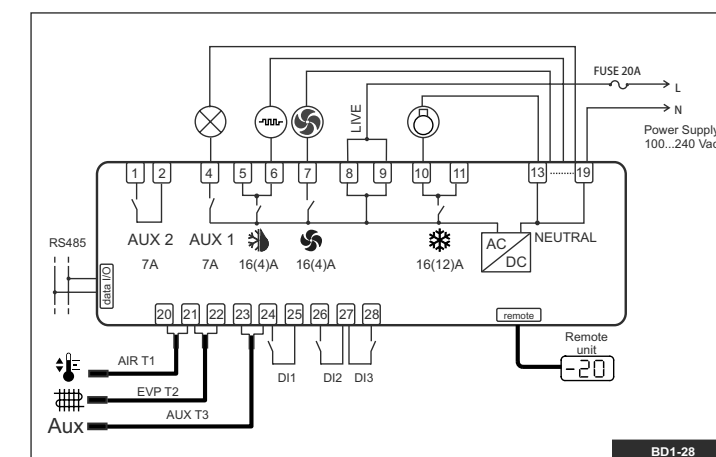 FUSE 20A
L
N
Power Supply
100...240 Vac
LIVE
1 2 4 5 6 7 8 9 10 11 13 19
AUX 2 AUX 1 NEUTRAL
7A 7A 16(4)A 16(4)A 16(12)A
AC
DC
RS485
data I/O
20 21 22 23 24 25 26 27 28
remote
Remote
unit
-20
AIR T1
DI1 DI2 DI3
EVP T2
AUX T3
Aux
BD1-28